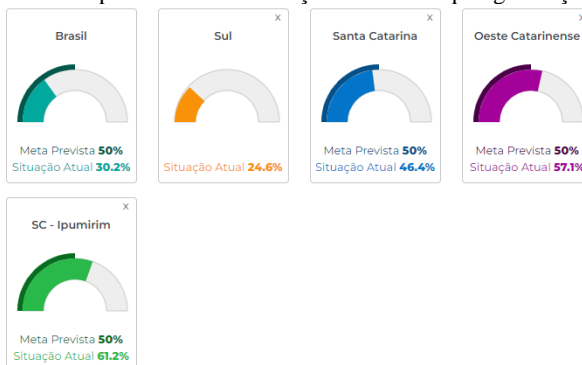 x
x
x
Brasil
Sul
Santa Catarina
Oeste Catarinense
Meta Prevista 50%
Meta Prevista 50%
Meta Prevista 50%
Situação Atual 30.2%
Situação Atual 24.6%
Situação Atual 46.4%
Situação Atual 57.1%
x
SC - Ipumirim
Meta Prevista 50%
Situação Atual 61.2%